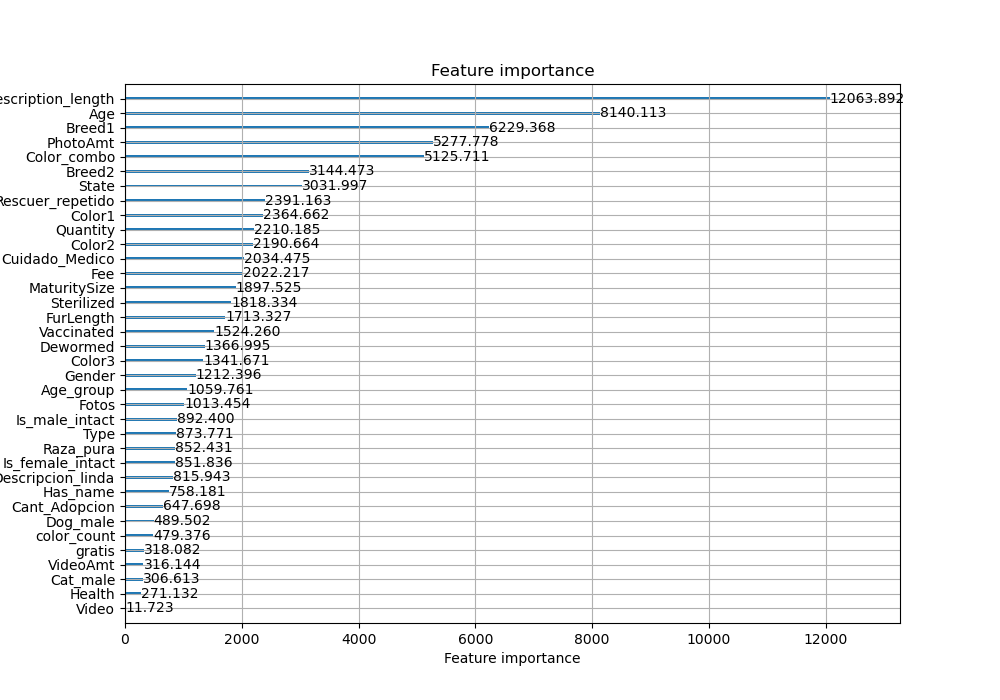 Feature importance
escription_length 12063.892
Age 8140.113
Breed1 6229.368
PhotoAmt 5277.778
Color_combo 5125.711
Breed2 3144.473
State 3031.997
Rescuer_repetido 2391.163
Color1 2364.662
Quantity 2210.185
Color2 2190.664
Cuidado_Medico 2034.475
Fee 2022.217
MaturitySize 1897.525
Sterilized 1818.334
FurLength 1713.327
Vaccinated 1524.260
Dewormed 1366.995
Color3 1341.671
Gender 1212.396
Age_group 1059.761
Fotos 1013.454
Is_male_intact 892.400
Type 873.771
Raza_pura 852.431
Is_female_intact 851.836
Descripcion_linda 815.943
Has_name 758.181
Cant_Adopcion 647.698
Dog_male 489.502
color_count 479.376
gratis 318.082
VideoAmt 316.144
Cat_male 306.613
Health 271.132
Video 11.723
0 2000 4000 6000 8000 10000 12000
Feature importance